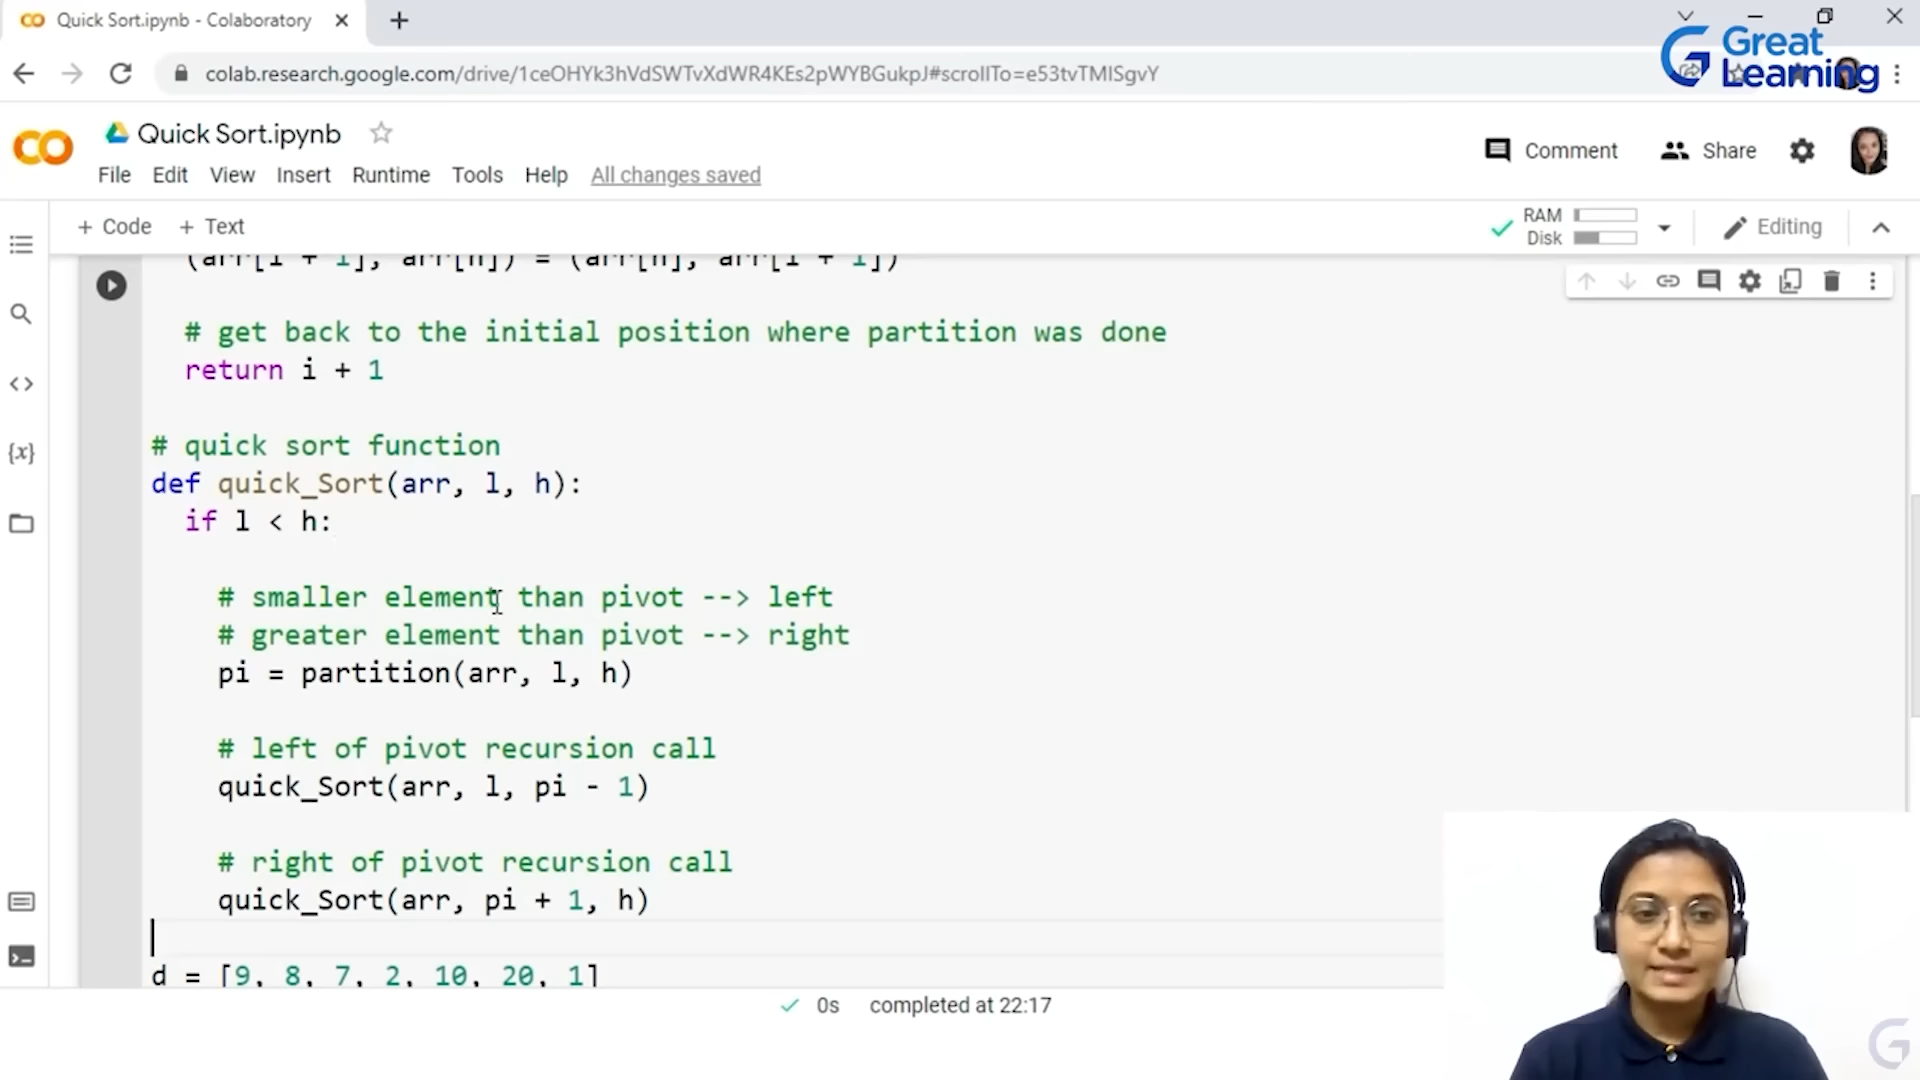 Quick Sort.ipynb - Colaboratory
colab.research.google.com/drive/1ceOHYk3hVdSWTvXdWR4KEs2pWYBGukpJ#scrollTo=e53tvTMlSgvY
Great
Learning
Quick Sort.ipynb
Comment
Share
File Edit View Insert Runtime Tools Help All changes saved
+ Code + Text
RAM
Disk
Editing
(arr[i + 1], arr[h]) = (arr[h], arr[i + 1])
# get back to the initial position where partition was done
return i + 1
# quick sort function
def quick_Sort(arr, l, h):
if l < h:
# smaller element than pivot --> left
# greater element than pivot --> right
pi = partition(arr, l, h)
# left of pivot recursion call
quick_Sort(arr, l, pi - 1)
# right of pivot recursion call
quick_Sort(arr, pi + 1, h)
d = [9, 8, 7, 2, 10, 20, 1]
0s completed at 22:17